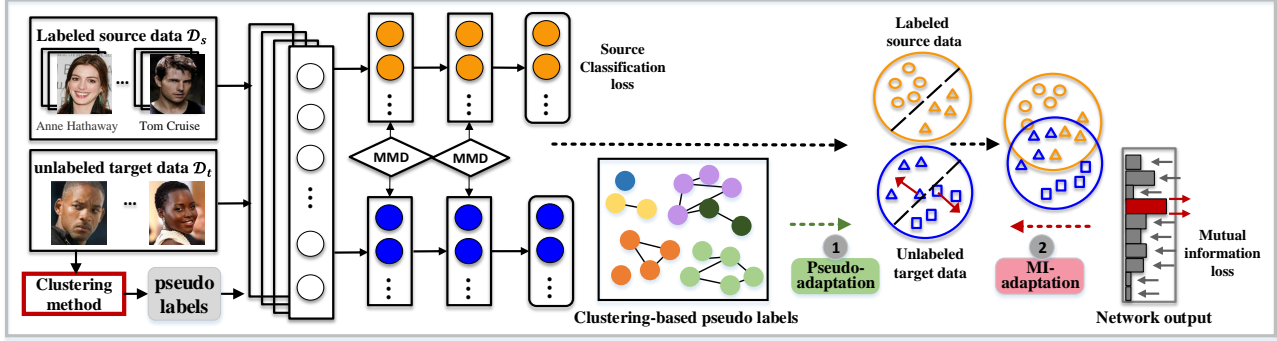 Labeled source data 𝒟ₛ
...
Anne Hathaway Tom Cruise
unlabeled target data 𝒟ₜ
...
Clustering
method
pseudo
labels
MMD
MMD
Source
Classification
loss
Clustering-based pseudo labels
1
Pseudo-
adaptation
Labeled
source data
Unlabeled
target data
2
MI-
adaptation
Mutual
information
loss
Network output